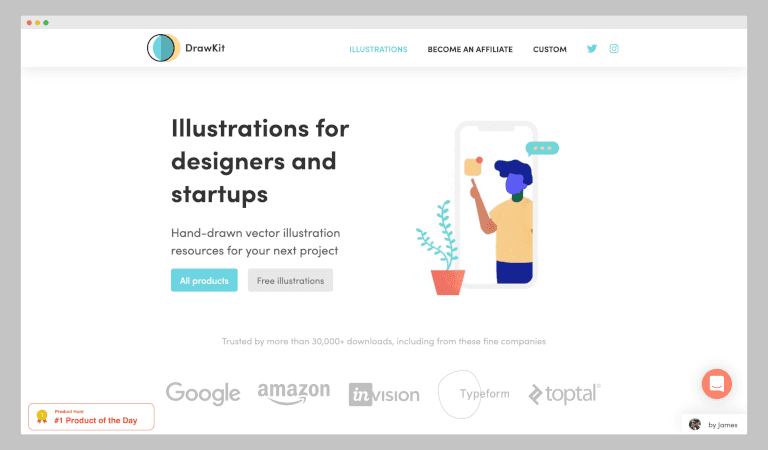 DrawKit
ILLUSTRATIONS
BECOME AN AFFILIATE
CUSTOM
Illustrations for
designers and
startups
Hand-drawn vector illustration
resources for your next project
All products
Free illustrations
Trusted by more than 30,000+ downloads, including from these fine companies
Google
amazon
inVISION
Typeform
toptal®
Product Hunt
#1 Product of the Day
by James